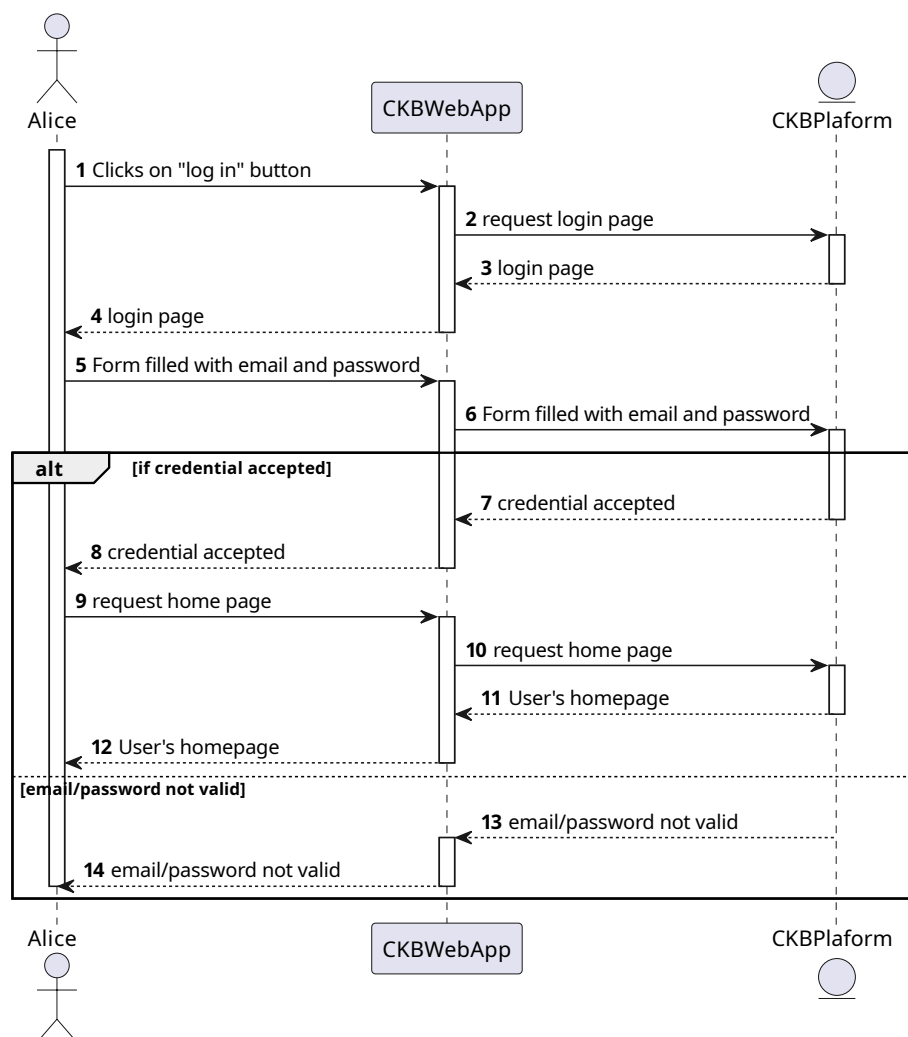 Alice
CKBWebApp
CKBPlaform
1 Clicks on "log in" button
2 request login page
3 login page
4 login page
5 Form filled with email and password
6 Form filled with email and password
alt [if credential accepted]
7 credential accepted
8 credential accepted
9 request home page
10 request home page
11 User's homepage
12 User's homepage
[email/password not valid]
13 email/password not valid
14 email/password not valid
Alice
CKBWebApp
CKBPlaform